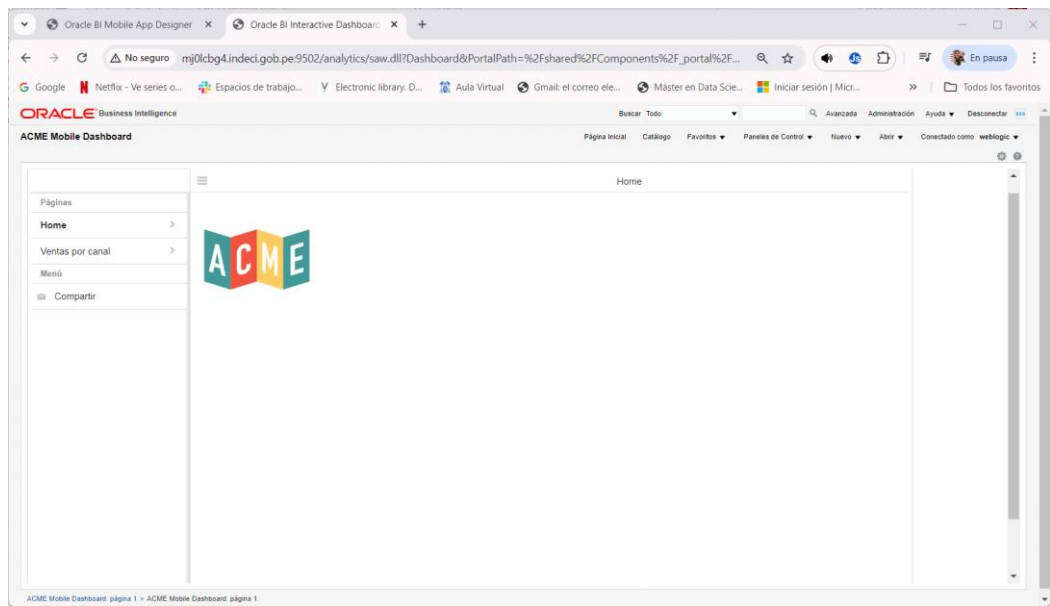 Oracle BI Mobile App Designer
Oracle BI Interactive Dashboard
No seguro mj0lcbg4.indeci.gob.pe:9502/analytics/saw.dll?Dashboard&PortalPath=%2Fshared%2FComponents%2F_portal%2F...
En pausa
Google Netflix - Ve series o... Espacios de trabajo... Electronic library. D... Aula Virtual Gmail: el correo ele... Máster en Data Scie... Iniciar sesión | Micr... » Todos los favoritos
ORACLE Business Intelligence
Buscar Todo Avanzada Administración Ayuda Desconectar
ACME Mobile Dashboard
Página Inicial Catálogo Favoritos Paneles de Control Nuevo Abrir Conectado como weblogic
Home
Páginas
Home
Ventas por canal
Menú
Compartir
ACME
ACME Mobile Dashboard: página 1 > ACME Mobile Dashboard: página 1